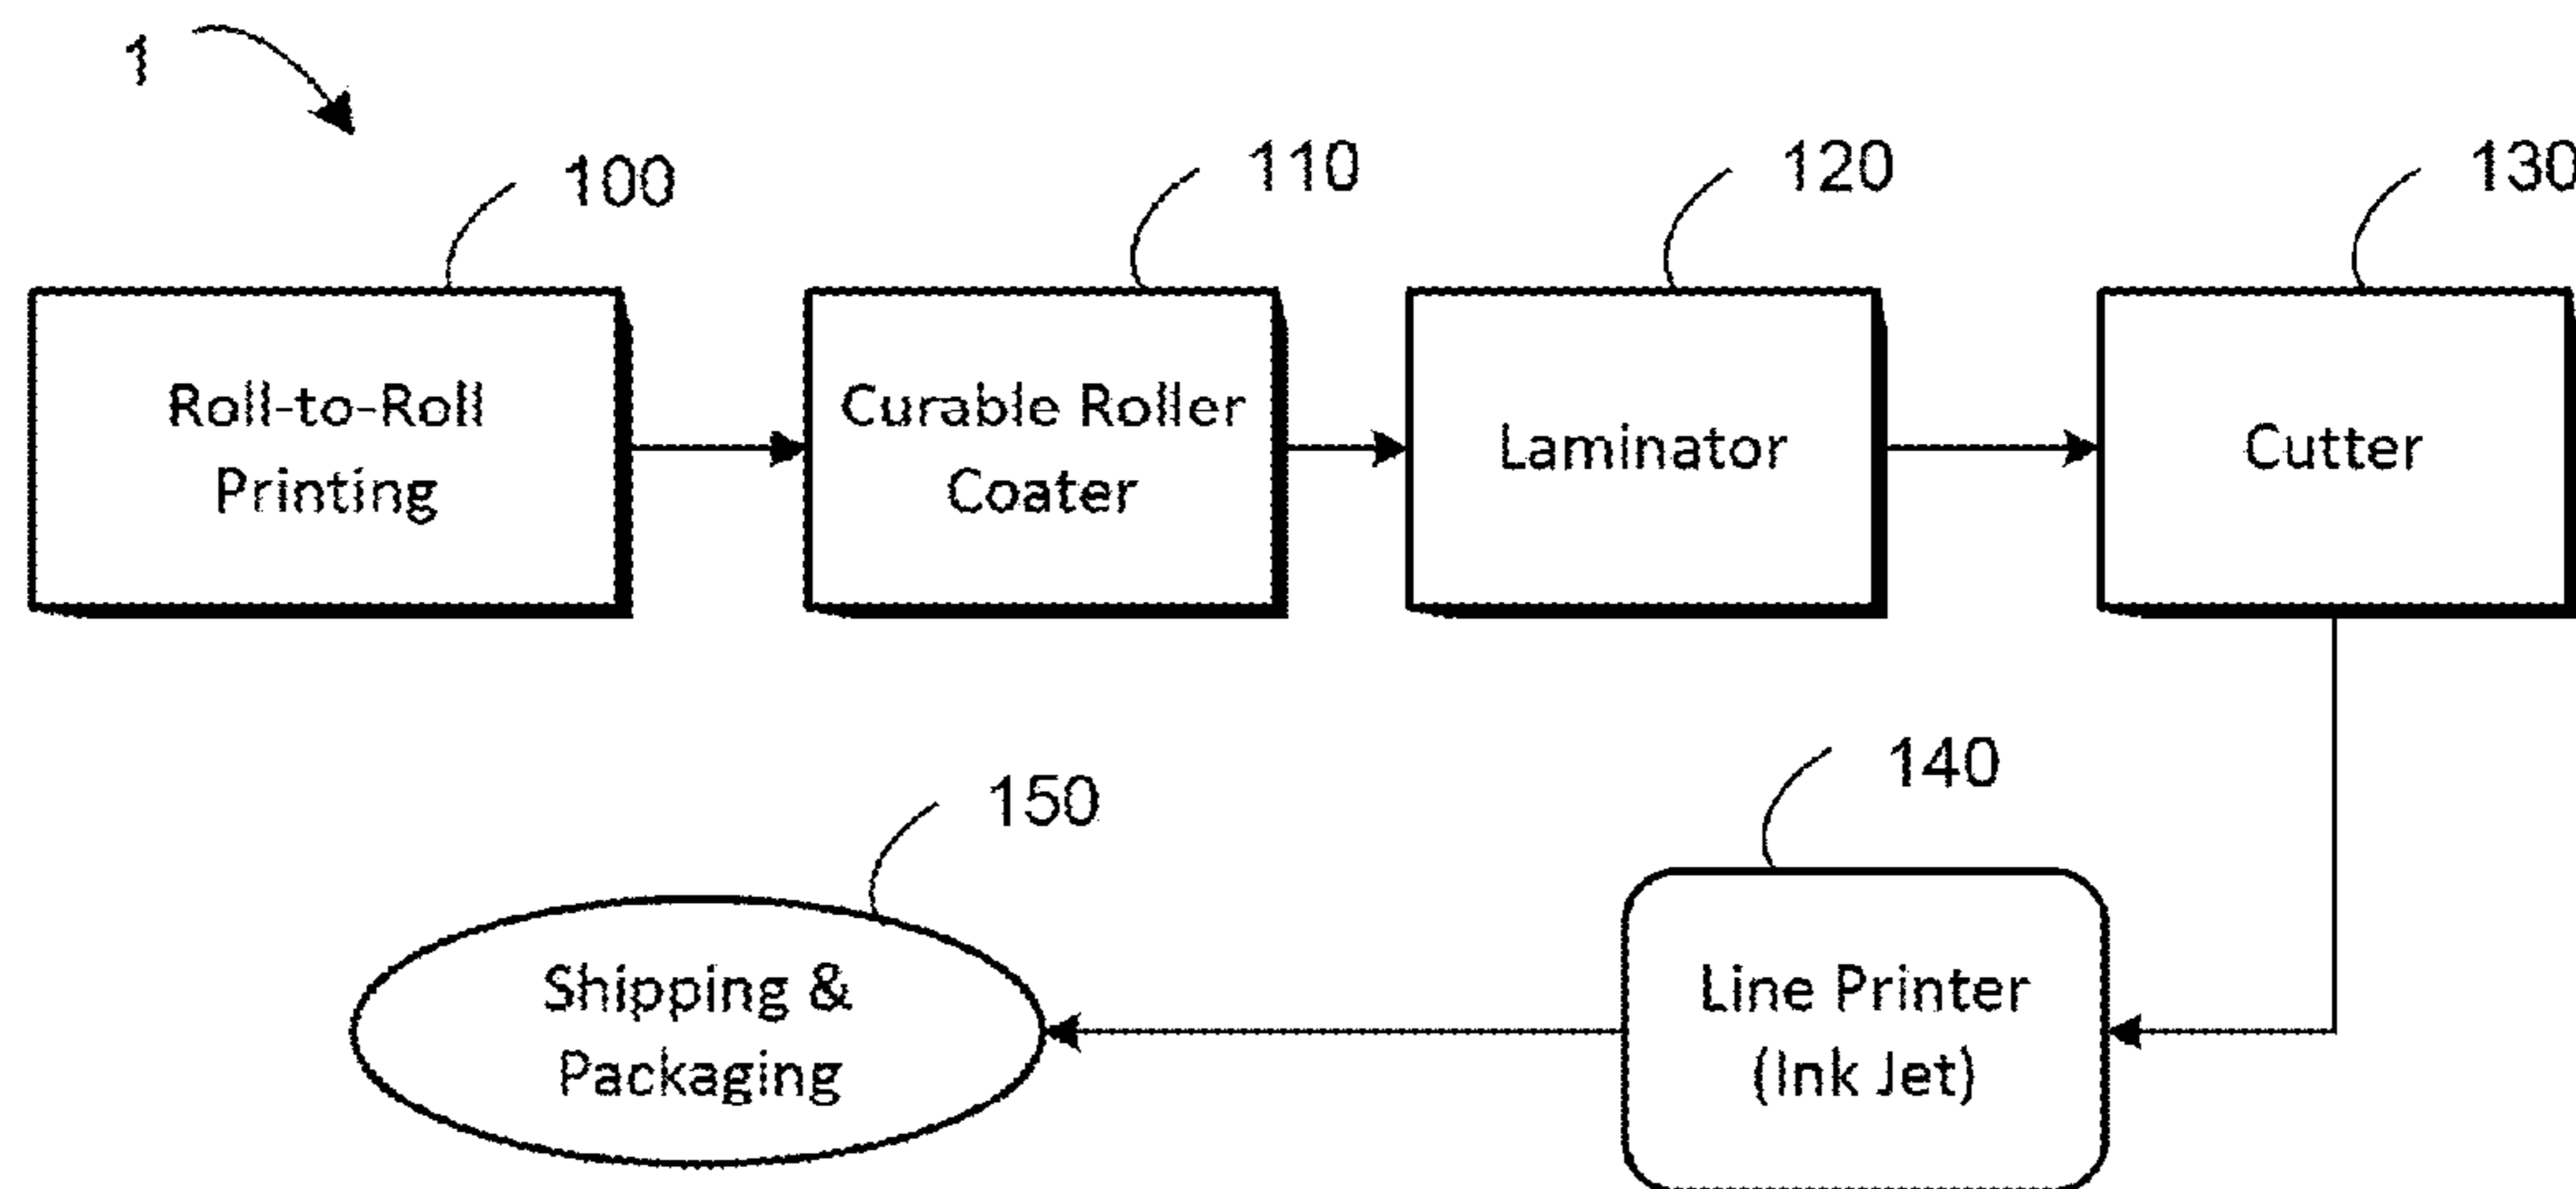 1
100
110
120
130
Roll-to-Roll
Printing
Curable Roller
Coater
Laminator
Cutter
150
140
Shipping &
Packaging
Line Printer
(Ink Jet)